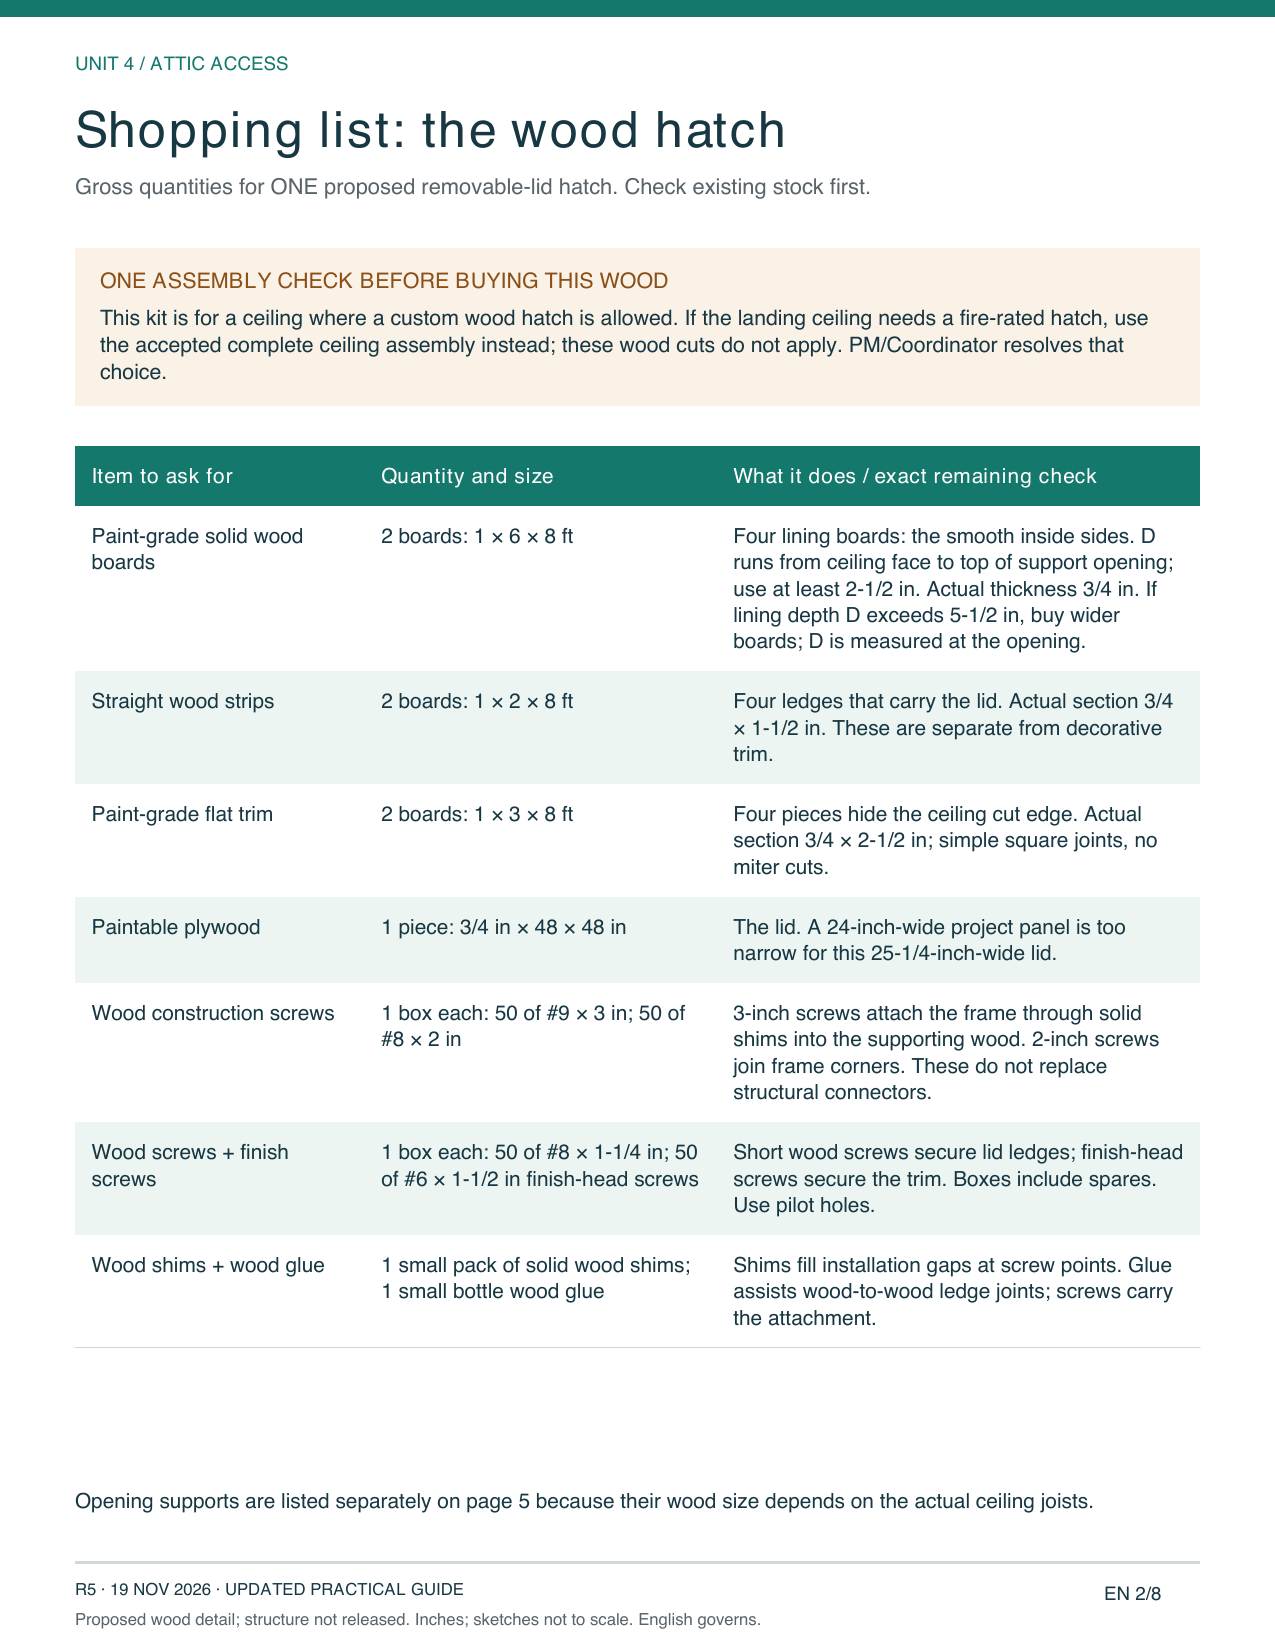 UNIT 4 / ATTIC ACCESS
Shopping list: the wood hatch
Gross quantities for ONE proposed removable-lid hatch. Check existing stock first.
ONE ASSEMBLY CHECK BEFORE BUYING THIS WOOD
This kit is for a ceiling where a custom wood hatch is allowed. If the landing ceiling needs a fire-rated hatch, use
the accepted complete ceiling assembly instead; these wood cuts do not apply. PM/Coordinator resolves that
choice.
Item to ask for
Quantity and size
What it does / exact remaining check
Paint-grade solid wood
boards
2 boards: 1 × 6 × 8 ft
Four lining boards: the smooth inside sides. D
runs from ceiling face to top of support opening;
use at least 2-1/2 in. Actual thickness 3/4 in. If
lining depth D exceeds 5-1/2 in, buy wider
boards; D is measured at the opening.
Straight wood strips
2 boards: 1 × 2 × 8 ft
Four ledges that carry the lid. Actual section 3/4
× 1-1/2 in. These are separate from decorative
trim.
Paint-grade flat trim
2 boards: 1 × 3 × 8 ft
Four pieces hide the ceiling cut edge. Actual
section 3/4 × 2-1/2 in; simple square joints, no
miter cuts.
Paintable plywood
1 piece: 3/4 in × 48 × 48 in
The lid. A 24-inch-wide project panel is too
narrow for this 25-1/4-inch-wide lid.
Wood construction screws
1 box each: 50 of #9 × 3 in; 50 of
#8 × 2 in
3-inch screws attach the frame through solid
shims into the supporting wood. 2-inch screws
join frame corners. These do not replace
structural connectors.
Wood screws + finish
screws
1 box each: 50 of #8 × 1-1/4 in; 50
of #6 × 1-1/2 in finish-head screws
Short wood screws secure lid ledges; finish-head
screws secure the trim. Boxes include spares.
Use pilot holes.
Wood shims + wood glue
1 small pack of solid wood shims;
1 small bottle wood glue
Shims fill installation gaps at screw points. Glue
assists wood-to-wood ledge joints; screws carry
the attachment.
Opening supports are listed separately on page 5 because their wood size depends on the actual ceiling joists.
R5 · 19 NOV 2026 · UPDATED PRACTICAL GUIDE
EN 2/8
Proposed wood detail; structure not released. Inches; sketches not to scale. English governs.